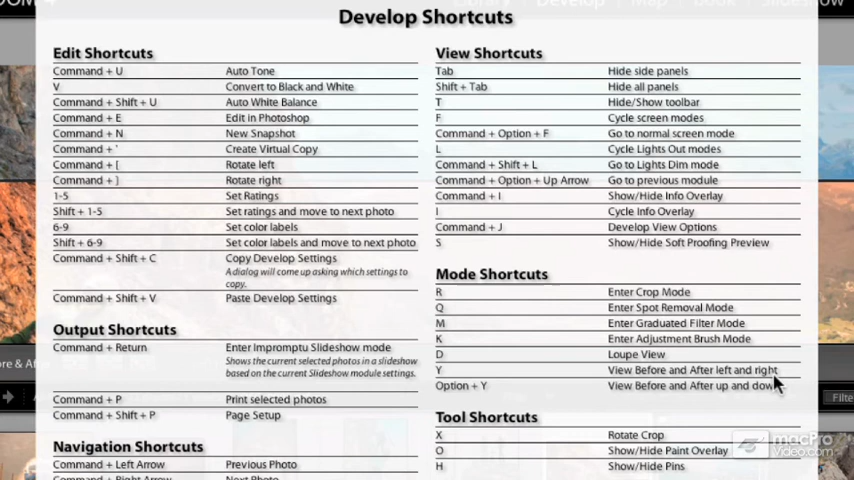 Develop Shortcuts
Edit Shortcuts
Command + U Auto Tone
V Convert to Black and White
Command + Shift + U Auto White Balance
Command + E Edit in Photoshop
Command + N New Snapshot
Command + ` Create Virtual Copy
Command + [ Rotate left
Command + ] Rotate right
1-5 Set Ratings
Shift + 1-5 Set ratings and move to next photo
6-9 Set color labels
Shift + 6-9 Set color labels and move to next photo
Command + Shift + C Copy Develop Settings
A dialog will come up asking which settings to
copy.
Command + Shift + V Paste Develop Settings
Output Shortcuts
Command + Return Enter Impromptu Slideshow mode
Shows the current selected photos in a slideshow
based on the current Slideshow module settings.
Command + P Print selected photos
Command + Shift + P Page Setup
Navigation Shortcuts
Command + Left Arrow Previous Photo
Command + Right Arrow Next Photo
View Shortcuts
Tab Hide side panels
Shift + Tab Hide all panels
T Hide/Show toolbar
F Cycle screen modes
Command + Option + F Go to normal screen mode
L Cycle Lights Out modes
Command + Shift + L Go to Lights Dim mode
Command + Option + Up Arrow Go to previous module
Command + I Show/Hide Info Overlay
I Cycle Info Overlay
Command + J Develop View Options
S Show/Hide Soft Proofing Preview
Mode Shortcuts
R Enter Crop Mode
Q Enter Spot Removal Mode
M Enter Graduated Filter Mode
K Enter Adjustment Brush Mode
D Loupe View
Y View Before and After left and right
Option + Y View Before and After up and down
Tool Shortcuts
X Rotate Crop
O Show/Hide Paint Overlay
H Show/Hide Pins
macProVideo.com
Filte